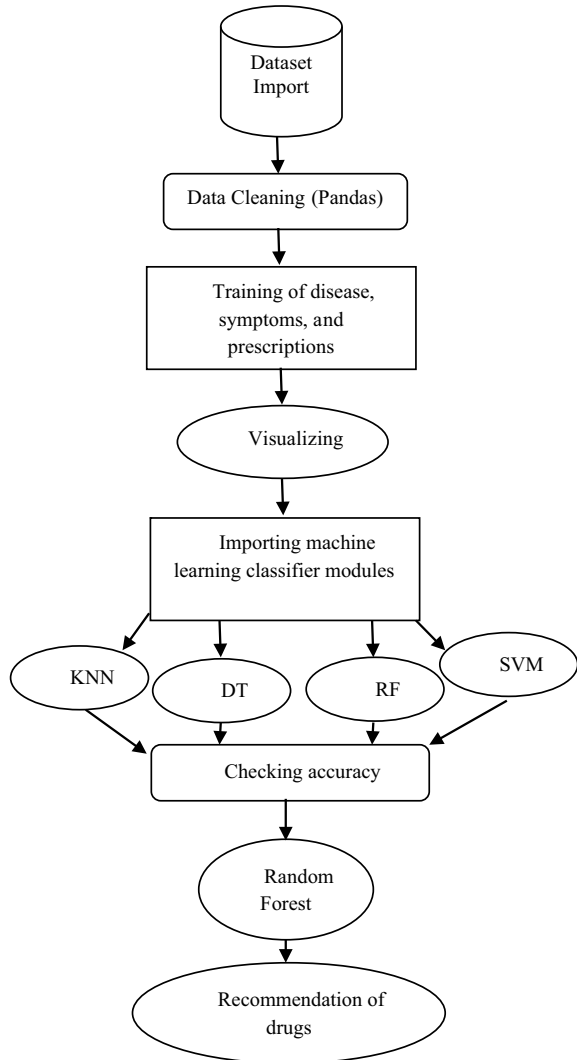 Dataset
Import
Data Cleaning (Pandas)
Training of disease,
symptoms, and
prescriptions
Visualizing
Importing machine
learning classifier modules
KNN
DT
RF
SVM
Checking accuracy
Random
Forest
Recommendation of
drugs